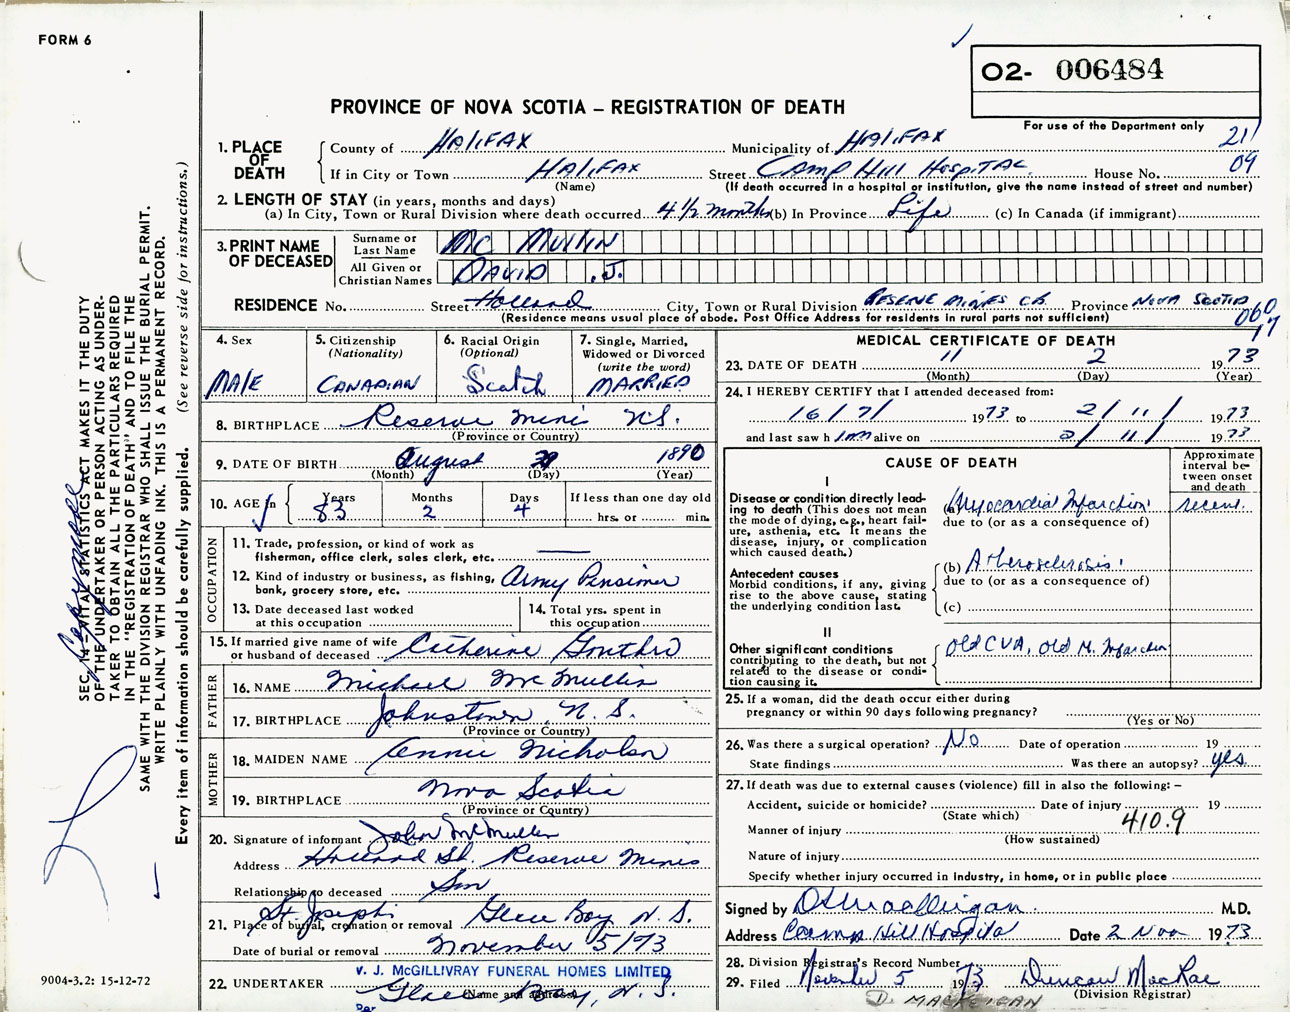 FORM 6
O2- 006484
PROVINCE OF NOVA SCOTIA – REGISTRATION OF DEATH
For use of the Department only
21
09
1. PLACE OF DEATH
County of Halifax Municipality of Halifax
If in City or Town Halifax Street Camp Hill Hospital House No.
(Name) (If death occurred in a hospital or institution, give the name instead of street and number)
2. LENGTH OF STAY (in years, months and days)
(a) In City, Town or Rural Division where death occurred 4 1/2 months (b) In Province Life (c) In Canada (if immigrant)
3. PRINT NAME OF DECEASED
Surname or Last Name Mc Mullin
All Given or Christian Names David .J.
RESIDENCE No. Street Holland City, Town or Rural Division Reserve Mines C.B. Province Nova Scotia
(Residence means usual place of abode. Post Office Address for residents in rural parts not sufficient)
060
17
4. Sex
MAlE
5. Citizenship (Nationality)
CANADIAN
6. Racial Origin (Optional)
Scotch
7. Single, Married, Widowed or Divorced (write the word)
MARRIED
8. BIRTHPLACE Reserve Mines N.S.
(Province or Country)
9. DATE OF BIRTH August 1890
(Month) (Day) (Year)
10. AGE In
Years 83
Months 2
Days 4
If less than one day old
hrs. or min.
OCCUPATION
11. Trade, profession, or kind of work as fisherman, office clerk, sales clerk, etc. —
12. Kind of industry or business, as fishing, bank, grocery store, etc. Army Pensioner
13. Date deceased last worked at this occupation
14. Total yrs. spent in this occupation
15. If married give name of wife or husband of deceased Catherine Gouthro
FATHER
16. NAME Michael McMullin
17. BIRTHPLACE Johnstown, N.S.
(Province or Country)
MOTHER
18. MAIDEN NAME Annie Nicholson
19. BIRTHPLACE Nova Scotia
(Province or Country)
20. Signature of informant John McMullin
Address Holland St. Reserve Mines
Relationship to deceased Son
21. Place of burial, cremation or removal St. Josephs Glace Bay N.S.
Date of burial or removal November 5/73
22. UNDERTAKER V. J. McGILLIVRAY FUNERAL HOMES LIMITED
Glace Bay, N.S.
(Name and address)
Per
MEDICAL CERTIFICATE OF DEATH
23. DATE OF DEATH 11 2 1973
(Month) (Day) (Year)
24. I HEREBY CERTIFY that I attended deceased from:
16/7/ 1973 to 2/11/ 1973
and last saw him alive on 2/11/ 1973
CAUSE OF DEATH
Approximate interval between onset and death
I
Disease or condition directly leading to death (This does not mean the mode of dying, e.g., heart failure, asthenia, etc. It means the disease, injury, or complication which caused death.)
(a) Myocardial Infarction recent.
due to (or as a consequence of)
Antecedent causes
Morbid conditions, if any, giving rise to the above cause, stating the underlying condition last.
(b) Atherosclerosis
due to (or as a consequence of)
(c)
II
Other significant conditions contributing to the death, but not related to the disease or condition causing it.
Old CVA, Old M. Infarction
25. If a woman, did the death occur either during pregnancy or within 90 days following pregnancy?
(Yes or No)
26. Was there a surgical operation? No Date of operation 19
State findings Was there an autopsy? yes
27. If death was due to external causes (violence) fill in also the following: –
Accident, suicide or homicide? Date of injury 19
(State which)
410.9
Manner of injury
(How sustained)
Nature of injury
Specify whether injury occurred in industry, in home, or in public place
Signed by M.D.
Address Camp Hill Hospital Date 2 Nov 1973
28. Division Registrar's Record Number
29. Filed November 5 1973 Duncan MacRae
(Division Registrar)
D. MACKEIGAN
SEC. 14 – VITAL STATISTICS ACT MAKES IT THE DUTY
OF THE UNDERTAKER OR PERSON ACTING AS UNDER-
TAKER TO OBTAIN ALL THE PARTICULARS REQUIRED
IN THE "REGISTRATION OF DEATH" AND TO FILE THE
SAME WITH THE DIVISION REGISTRAR WHO SHALL ISSUE THE BURIAL PERMIT.
WRITE PLAINLY WITH UNFADING INK. THIS IS A PERMANENT RECORD.
Every item of information should be carefully supplied. (See reverse side for instructions.)
9004-3.2: 15-12-72